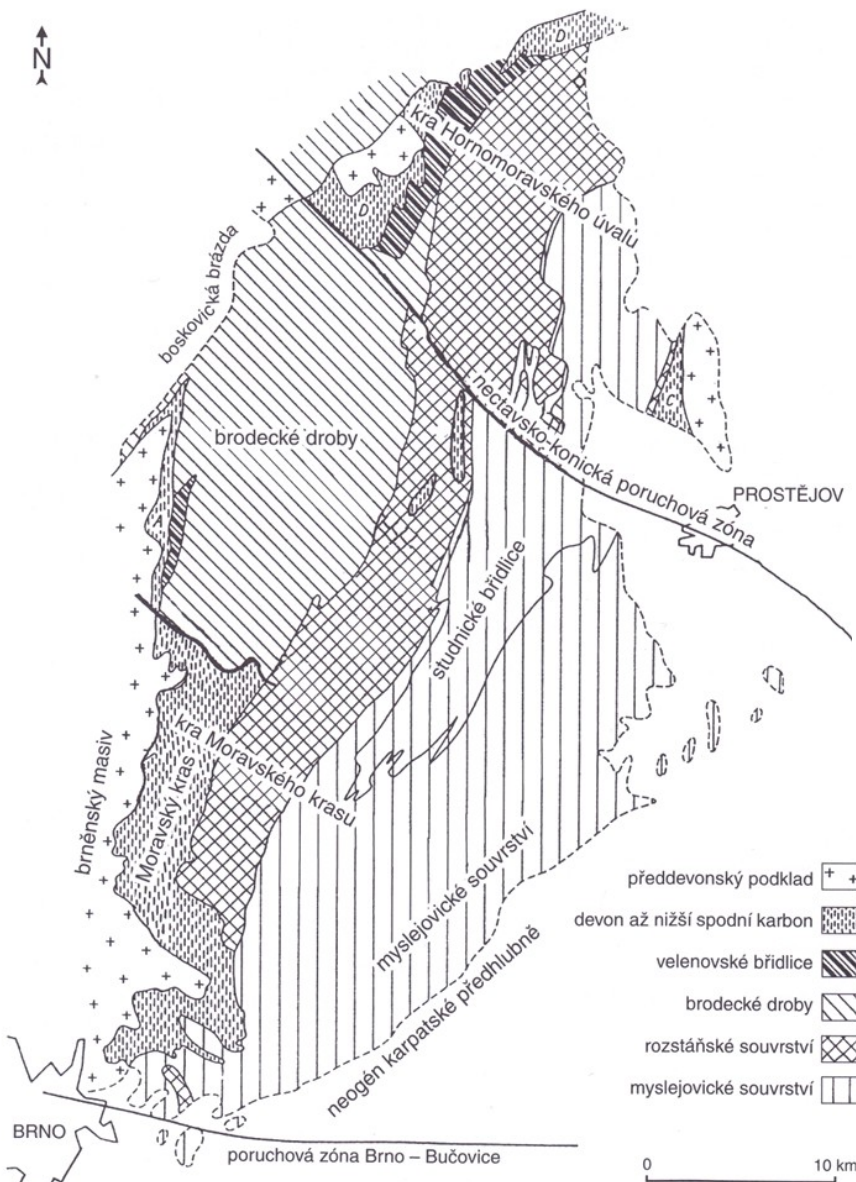 N
D
kra Hornomoravského úvalu
D
boskovická brázda
brodecké droby
C
nectavsko-konická poruchová zóna
PROSTĚJOV
A
studnické břidlice
kra Moravského krasu
brněnský masiv
Moravský kras
myslejovické souvrství
neogén karpatské předhlubně
předdevonský podklad
devon až nižší spodní karbon
velenovské břidlice
brodecké droby
rozstáňské souvrství
myslejovické souvrství
BRNO
poruchová zóna Brno – Bučovice
0 10 km